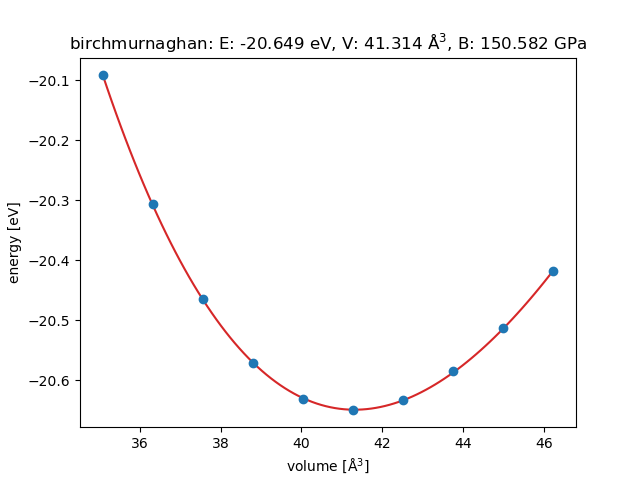 birchmurnaghan: E: -20.649 eV, V: 41.314 Å³, B: 150.582 GPa
−20.1
−20.2
−20.3
−20.4
−20.5
−20.6
energy [eV]
36 38 40 42 44 46
volume [Å³]